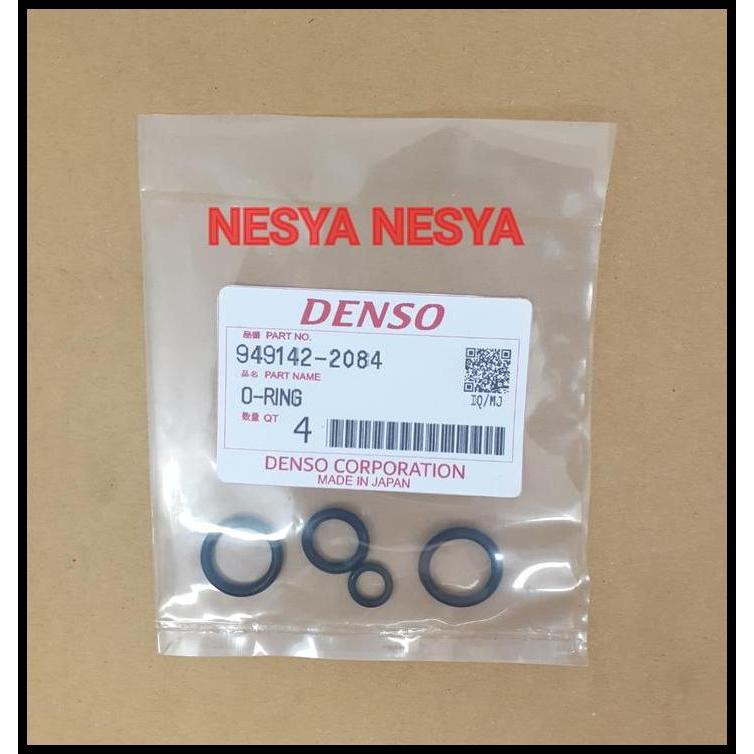 NESYA NESYA
DENSO
品番 PART NO.
949142-2084
品名 PART NAME
O-RING
DQ/MJ
数量 QT 4
DENSO CORPORATION
MADE IN JAPAN